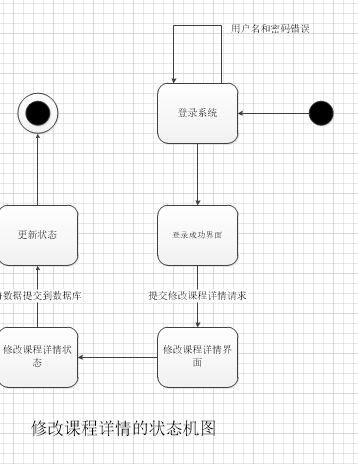 用户名和密码错误
登录系统
更新状态
登录成功界面
数据提交到数据库
提交修改课程详情请求
修改课程详情状
态
修改课程详情界
面
修改课程详情的状态机图